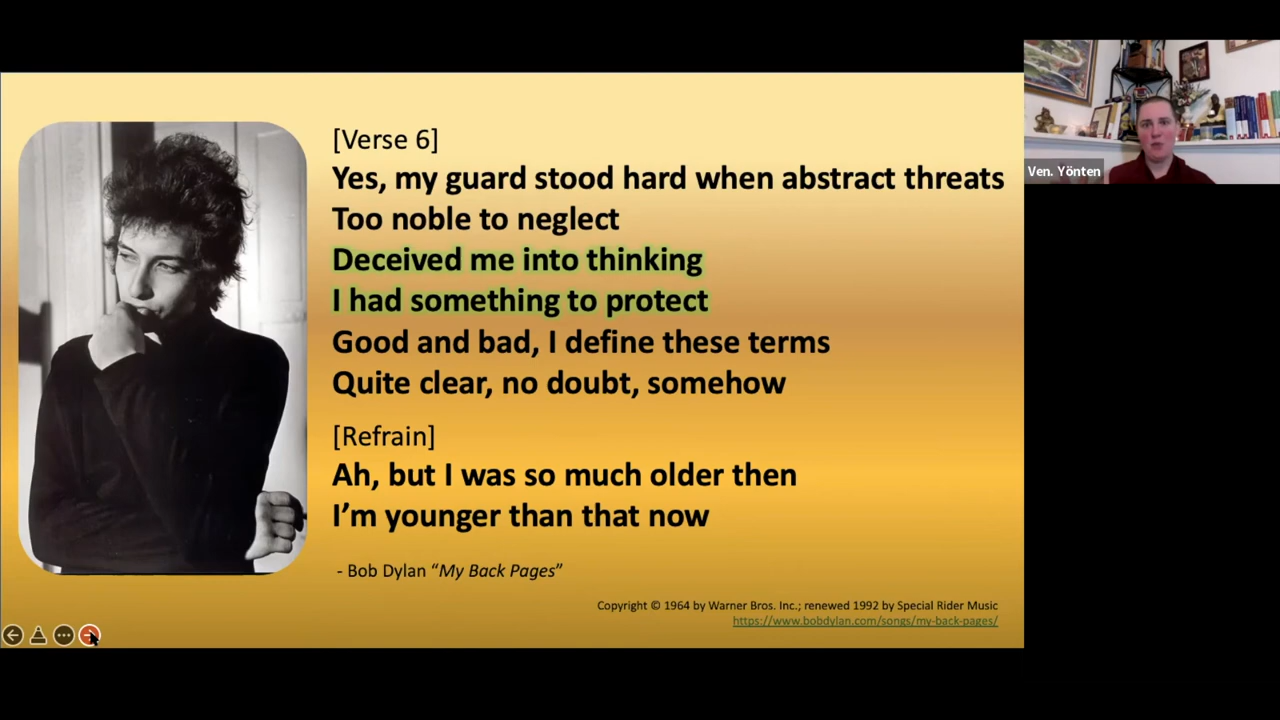 [Verse 6]
Yes, my guard stood hard when abstract threats
Too noble to neglect
Deceived me into thinking
I had something to protect
Good and bad, I define these terms
Quite clear, no doubt, somehow
[Refrain]
Ah, but I was so much older then
I’m younger than that now
- Bob Dylan “My Back Pages”
Copyright © 1964 by Warner Bros. Inc.; renewed 1992 by Special Rider Music
https://www.bobdylan.com/songs/my-back-pages/
Ven. Yönten